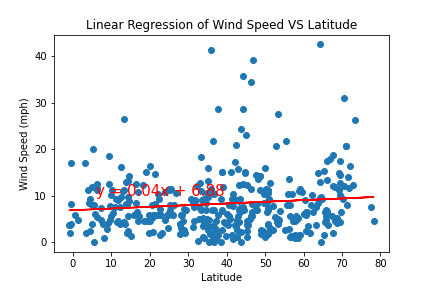 Linear Regression of Wind Speed VS Latitude
Wind Speed (mph)
40
30
20
10
0
y = 0.04x + 6.88
0 10 20 30 40 50 60 70 80
Latitude